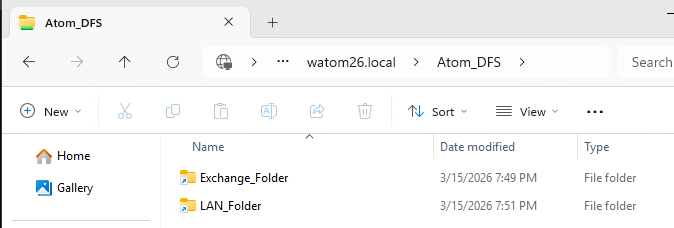 Atom_DFS
watom26.local Atom_DFS Search
New Sort View
Name Date modified Type
Home
Exchange_Folder 3/15/2026 7:49 PM File folder
Gallery
LAN_Folder 3/15/2026 7:51 PM File folder